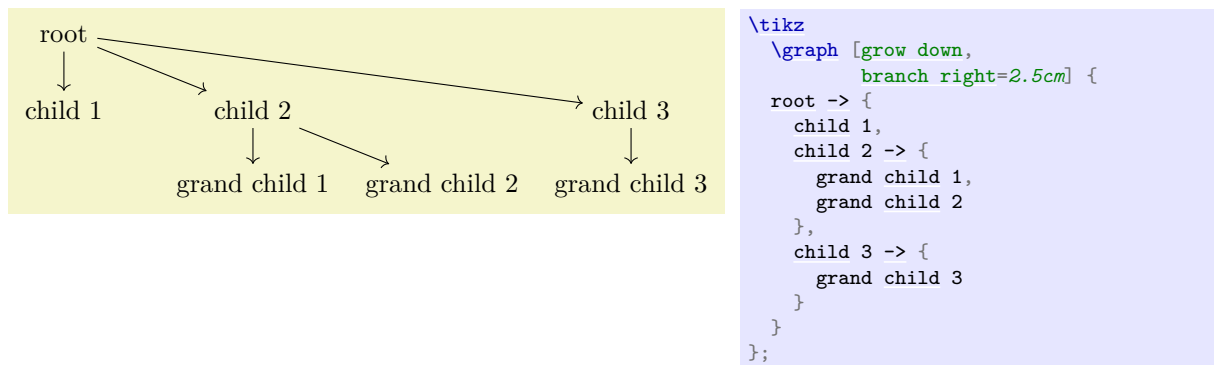 root
child 1 child 2 child 3
grand child 1 grand child 2 grand child 3
\tikz
  \graph [grow down,
          branch right=2.5cm] {
  root -> {
    child 1,
    child 2 -> {
      grand child 1,
      grand child 2
    },
    child 3 -> {
      grand child 3
    }
  }
};